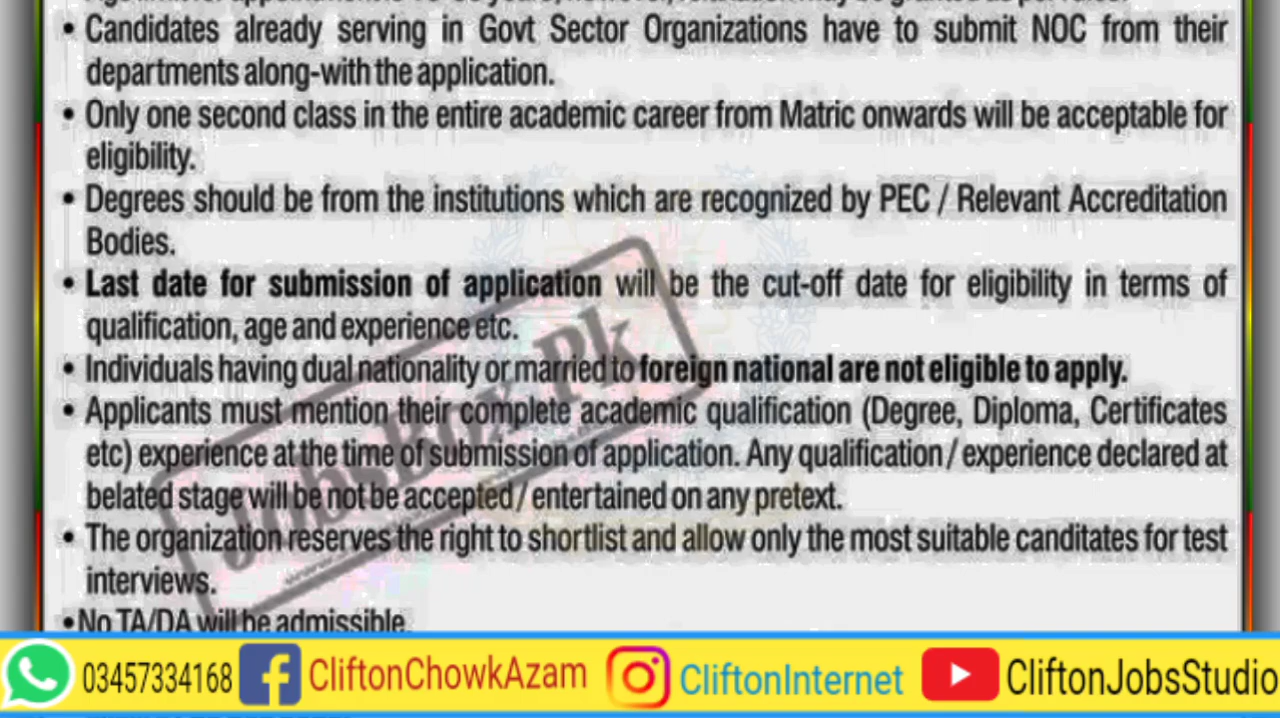 • Candidates already serving in Govt Sector Organizations have to submit NOC from their
departments along-with the application.
• Only one second class in the entire academic career from Matric onwards will be acceptable for
eligibility.
• Degrees should be from the institutions which are recognized by PEC / Relevant Accreditation
Bodies.
• Last date for submission of application will be the cut-off date for eligibility in terms of
qualification, age and experience etc.
• Individuals having dual nationality or married to foreign national are not eligible to apply.
• Applicants must mention their complete academic qualification (Degree, Diploma, Certificates
etc) experience at the time of submission of application. Any qualification / experience declared at
belated stage will be not be accepted / entertained on any pretext.
• The organization reserves the right to shortlist and allow only the most suitable canditates for test
interviews.
• No TA/DA will be admissible.
JobsBox.Pk
03457334168 CliftonChowkAzam CliftonInternet CliftonJobsStudio